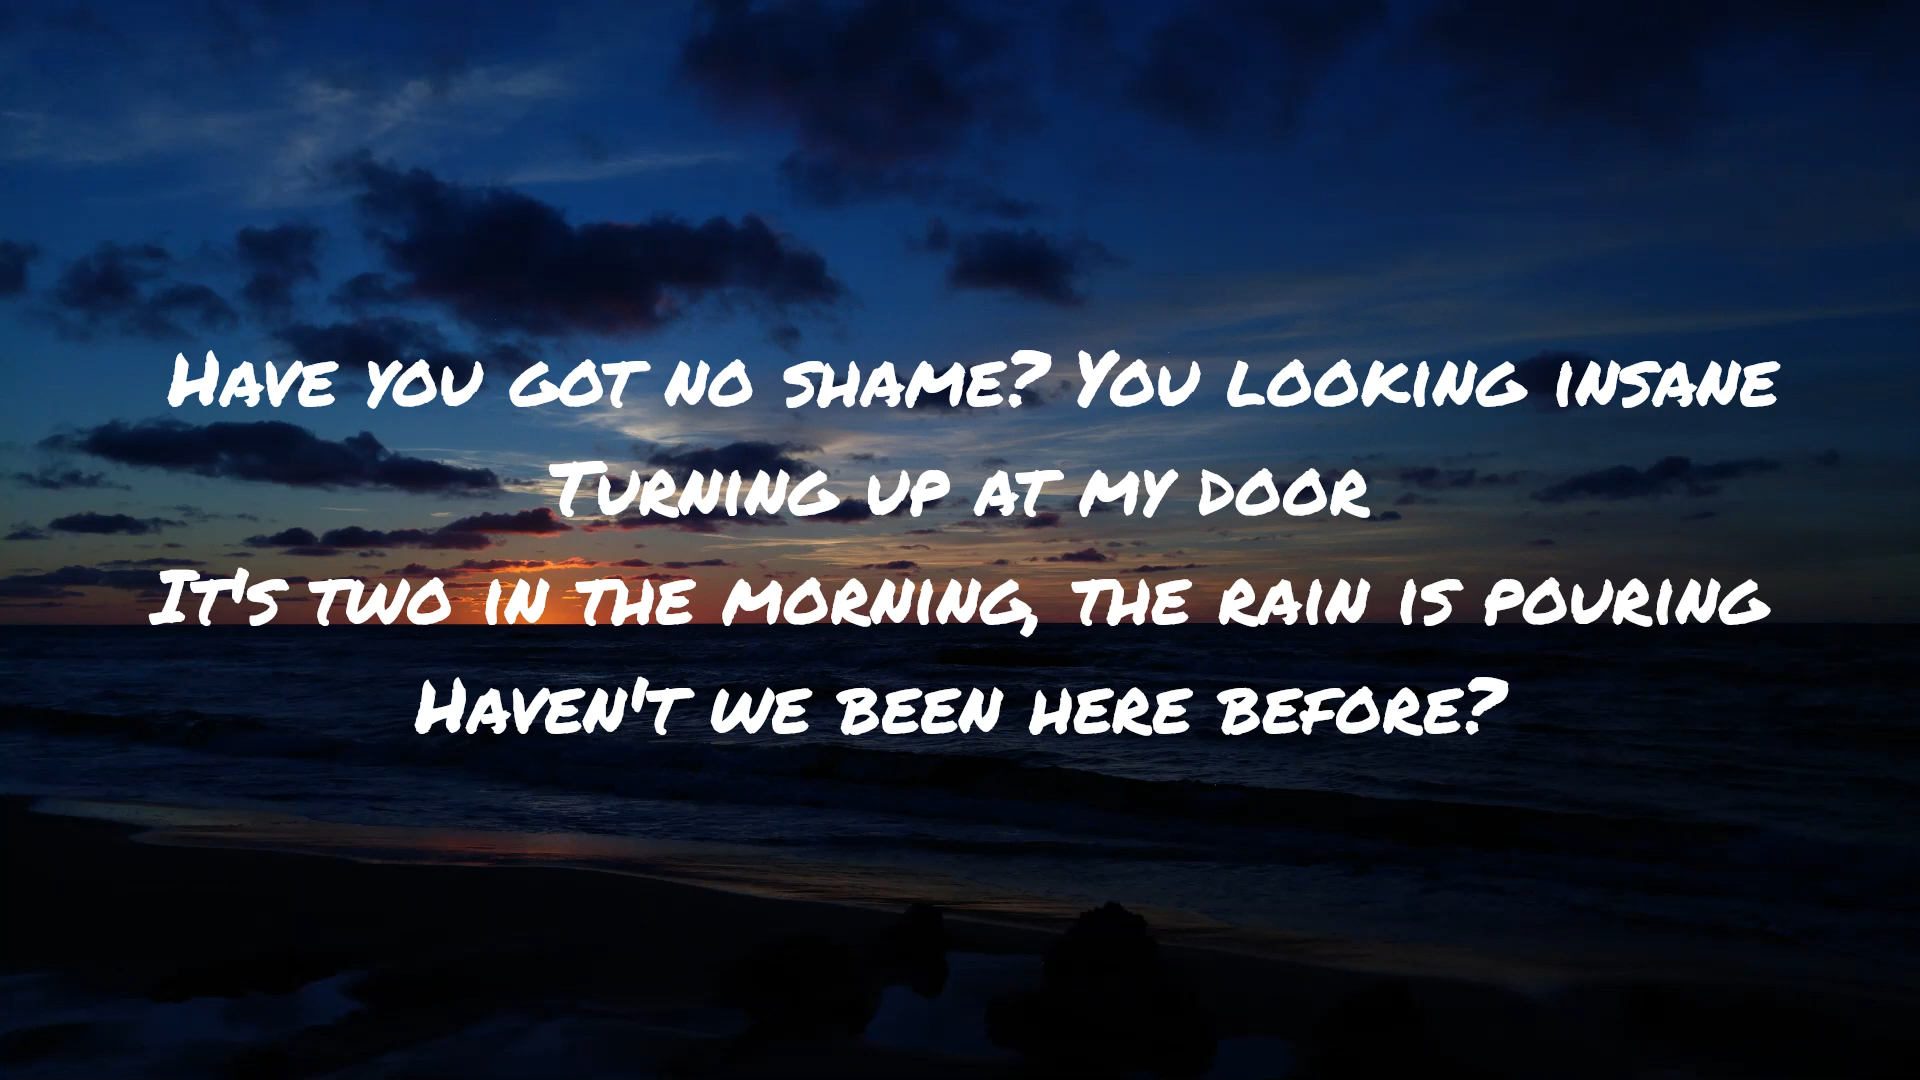 Have you got no shame? You looking insane
Turning up at my door
It's two in the morning, the rain is pouring
Haven't we been here before?